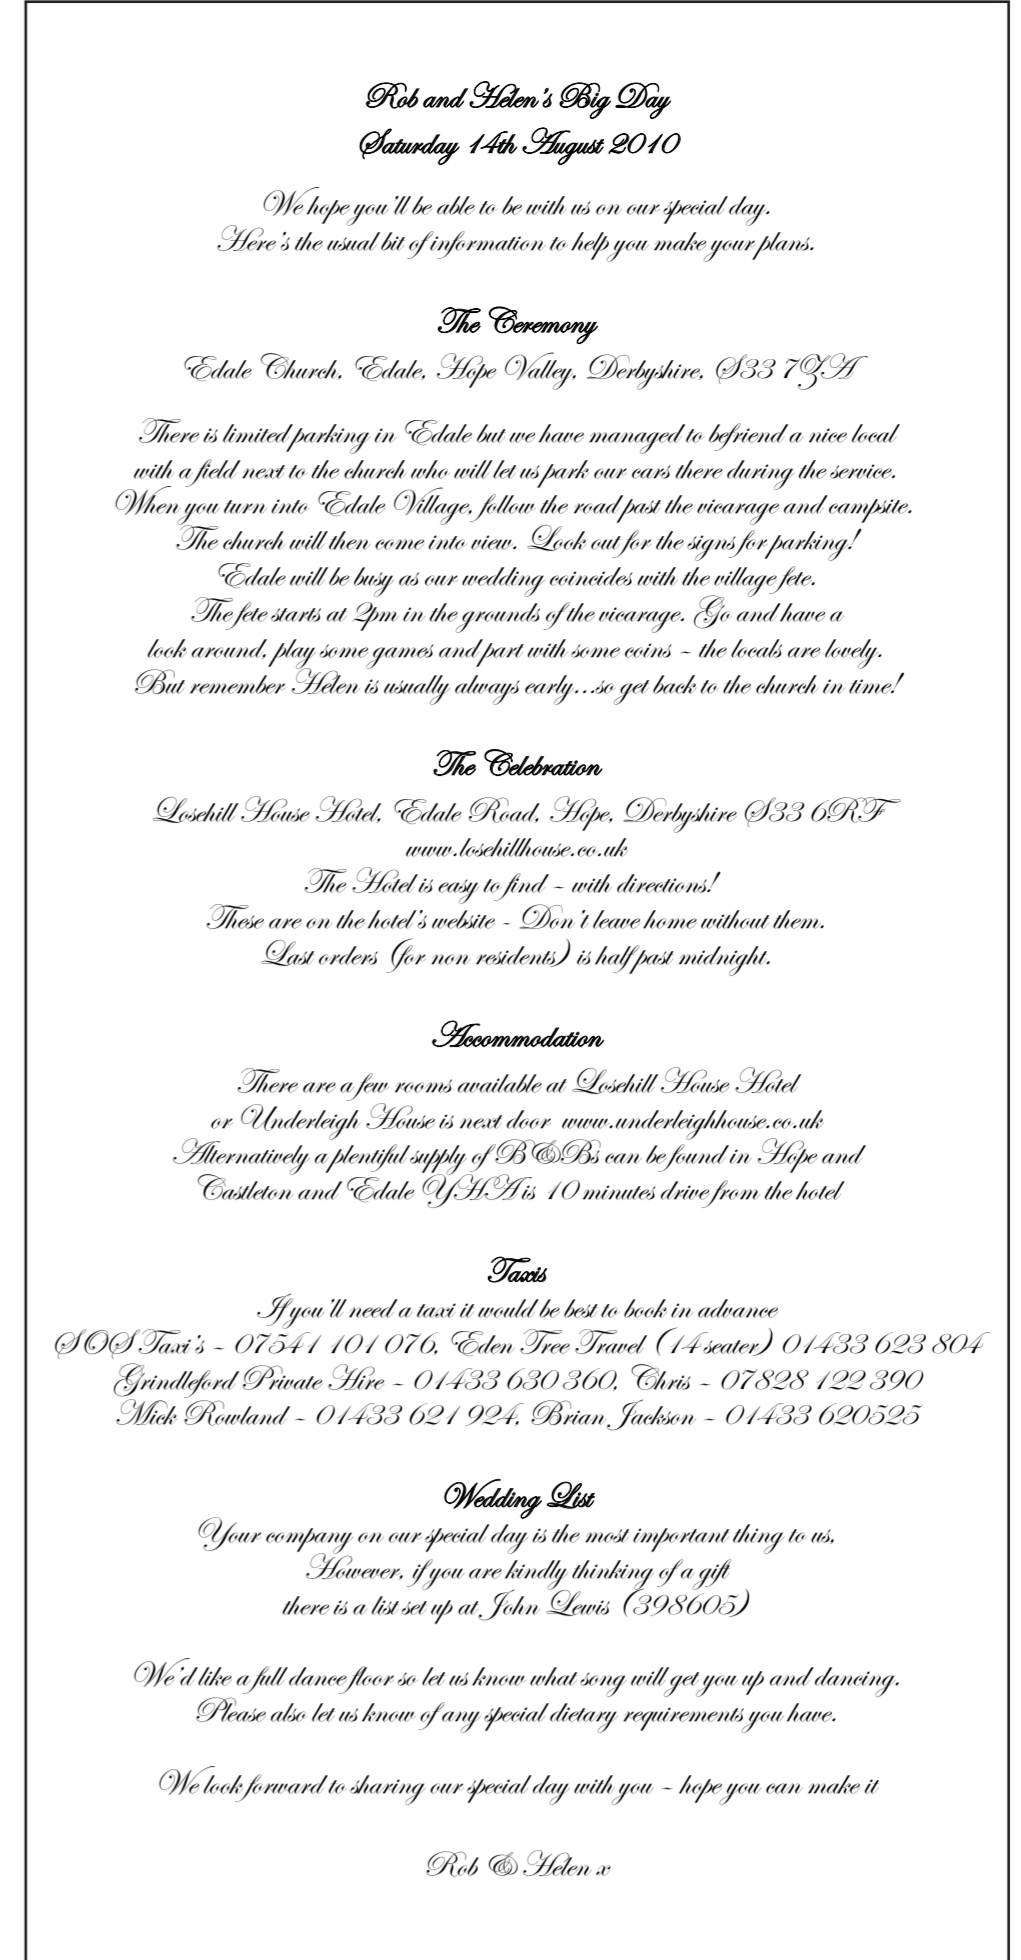 Rob and Helen's Big Day
Saturday 14th August 2010
We hope you'll be able to be with us on our special day.
Here's the usual bit of information to help you make your plans.
The Ceremony
Edale Church, Edale, Hope Valley, Derbyshire, S33 7ZA
There is limited parking in Edale but we have managed to befriend a nice local
with a field next to the church who will let us park our cars there during the service.
When you turn into Edale Village, follow the road past the vicarage and campsite.
The church will then come into view. Look out for the signs for parking!
Edale will be busy as our wedding coincides with the village fete.
The fete starts at 2pm in the grounds of the vicarage. Go and have a
look around, play some games and part with some coins – the locals are lovely.
But remember Helen is usually always early...so get back to the church in time!
The Celebration
Losehill House Hotel, Edale Road, Hope, Derbyshire S33 6RF
www.losehillhouse.co.uk
The Hotel is easy to find – with directions!
These are on the hotel's website - Don't leave home without them.
Last orders (for non residents) is half past midnight.
Accommodation
There are a few rooms available at Losehill House Hotel
or Underleigh House is next door www.underleighhouse.co.uk
Alternatively a plentiful supply of B&Bs can be found in Hope and
Castleton and Edale YHA is 10 minutes drive from the hotel
Taxis
If you'll need a taxi it would be best to book in advance
SOS Taxi's – 07541 101 076, Eden Tree Travel (14 seater) 01433 623 804
Grindleford Private Hire – 01433 630 360, Chris – 07828 122 390
Mick Rowland – 01433 621 924, Brian Jackson – 01433 620525
Wedding List
Your company on our special day is the most important thing to us,
However, if you are kindly thinking of a gift
there is a list set up at John Lewis (398605)
We'd like a full dance floor so let us know what song will get you up and dancing.
Please also let us know of any special dietary requirements you have.
We look forward to sharing our special day with you – hope you can make it
Rob & Helen x